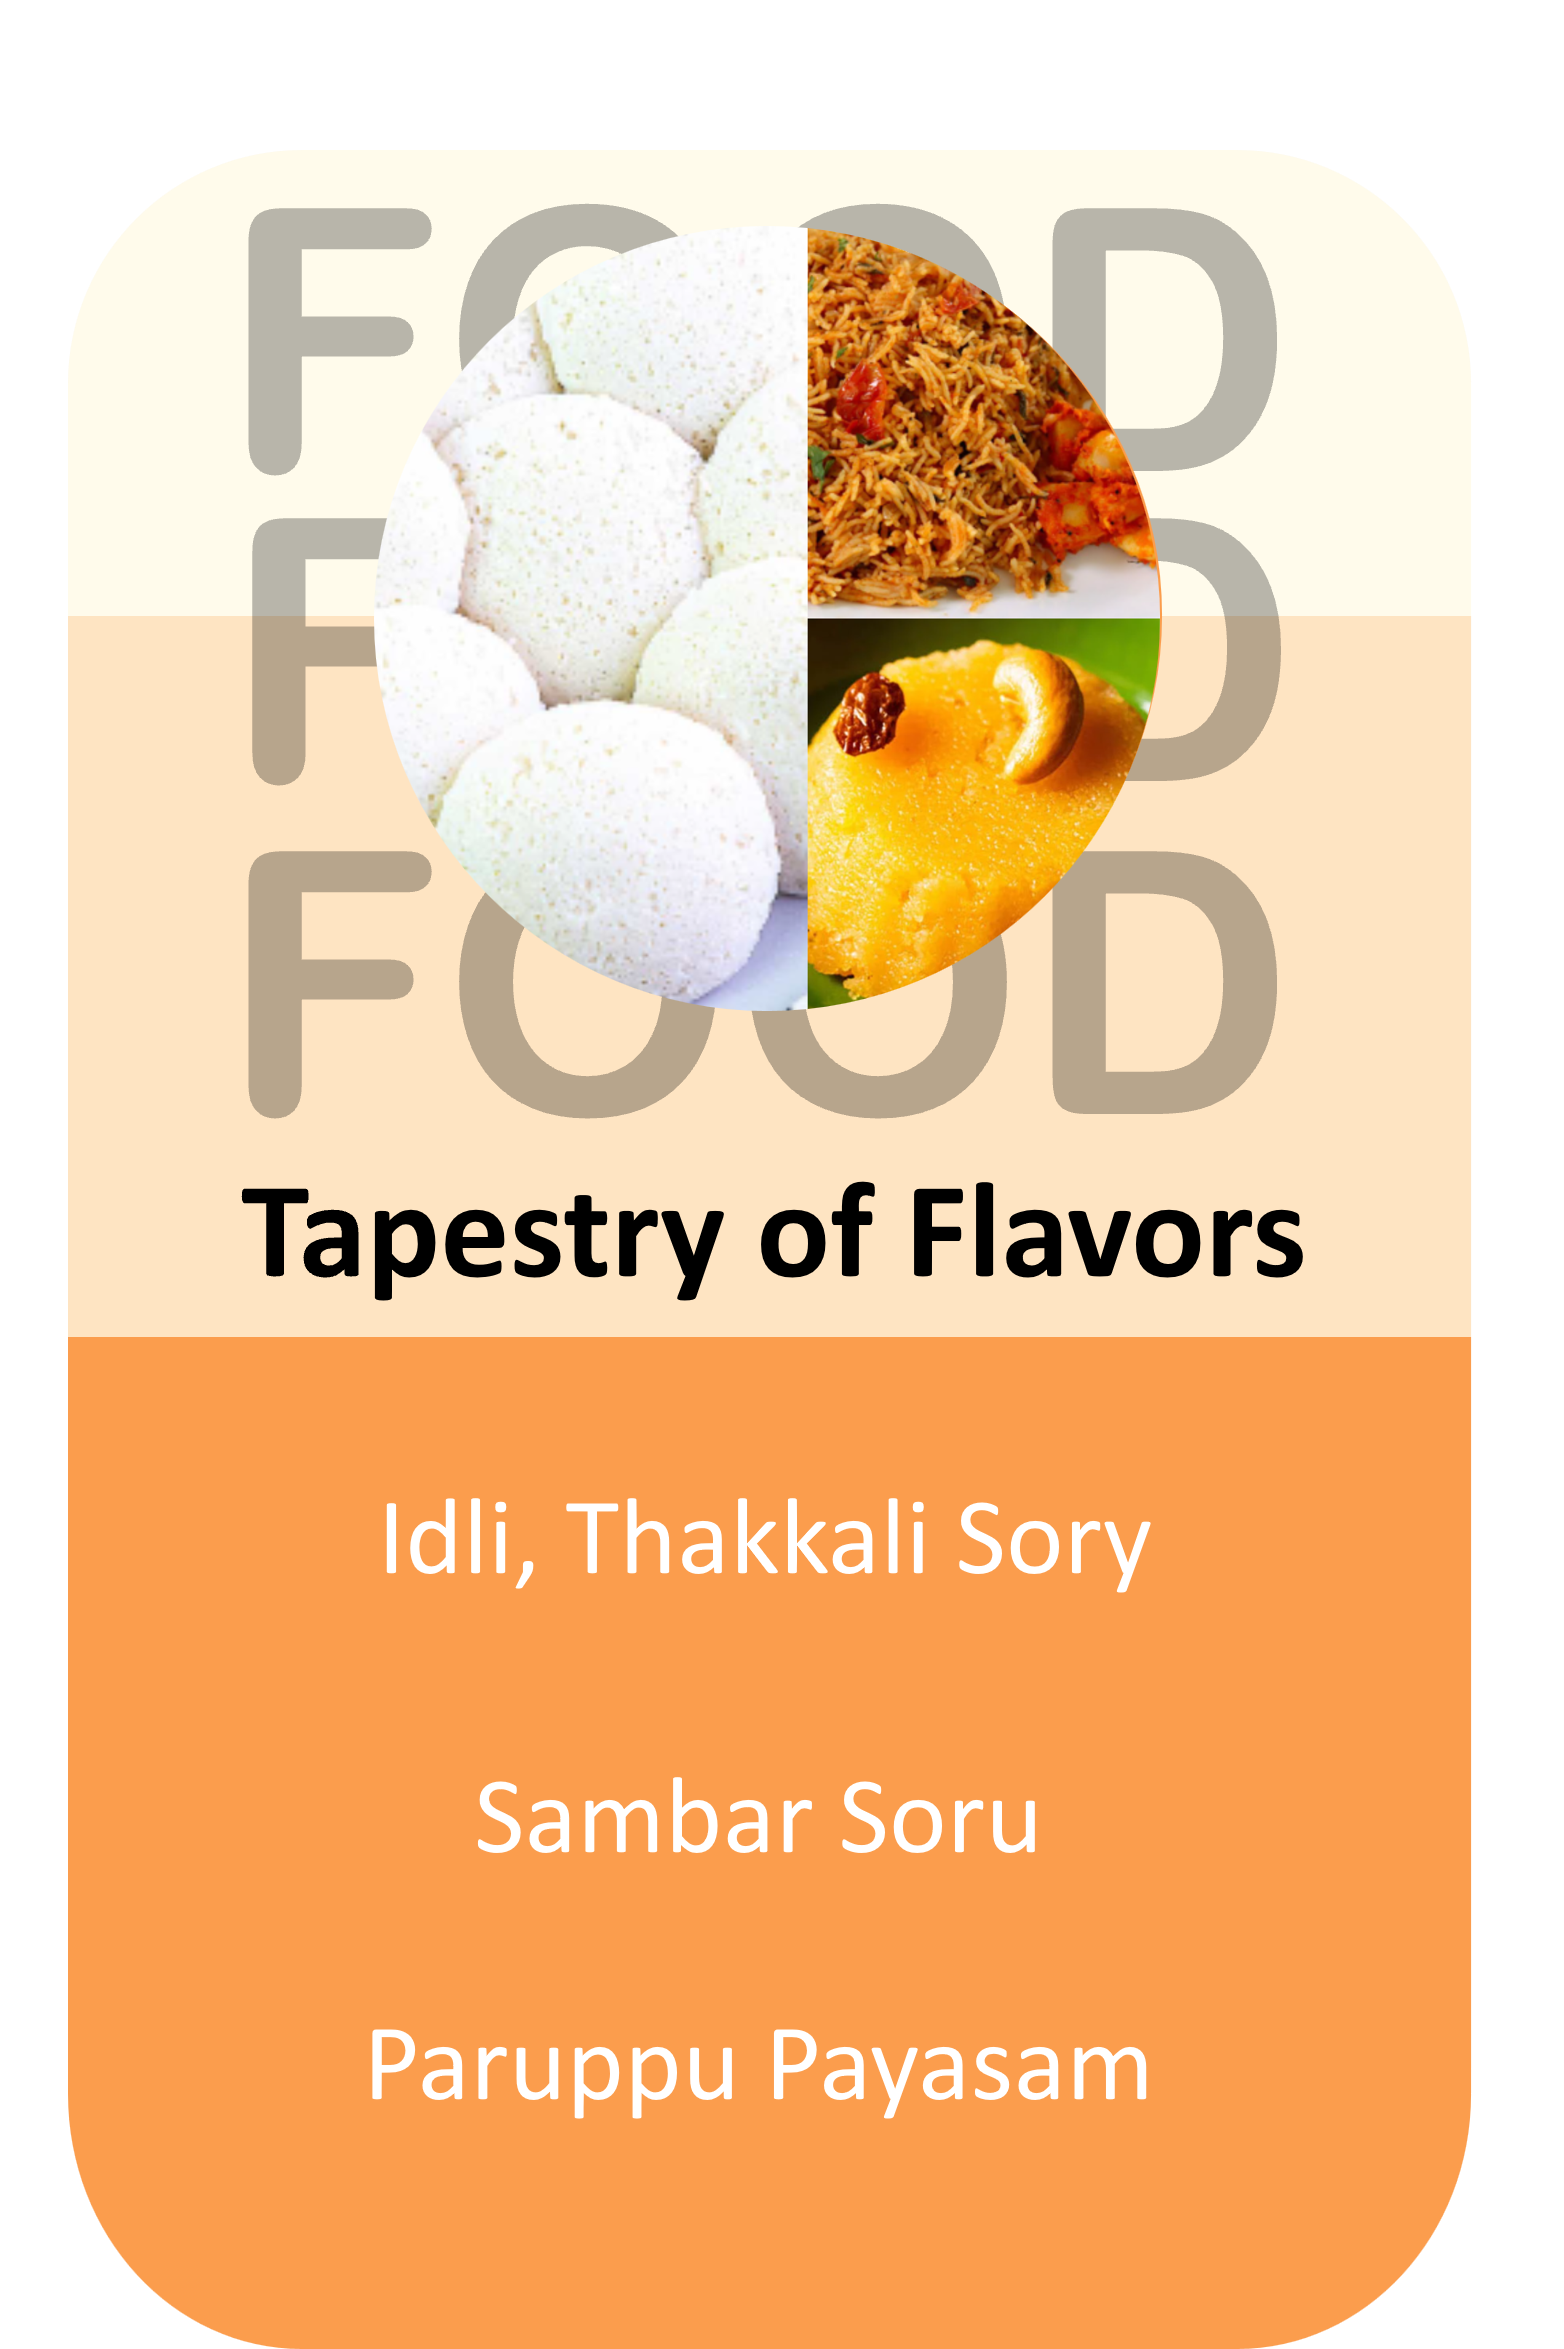 FOOD
FOOD
FOOD
Tapestry of Flavors
Idli, Thakkali Sory
Sambar Soru
Paruppu Payasam